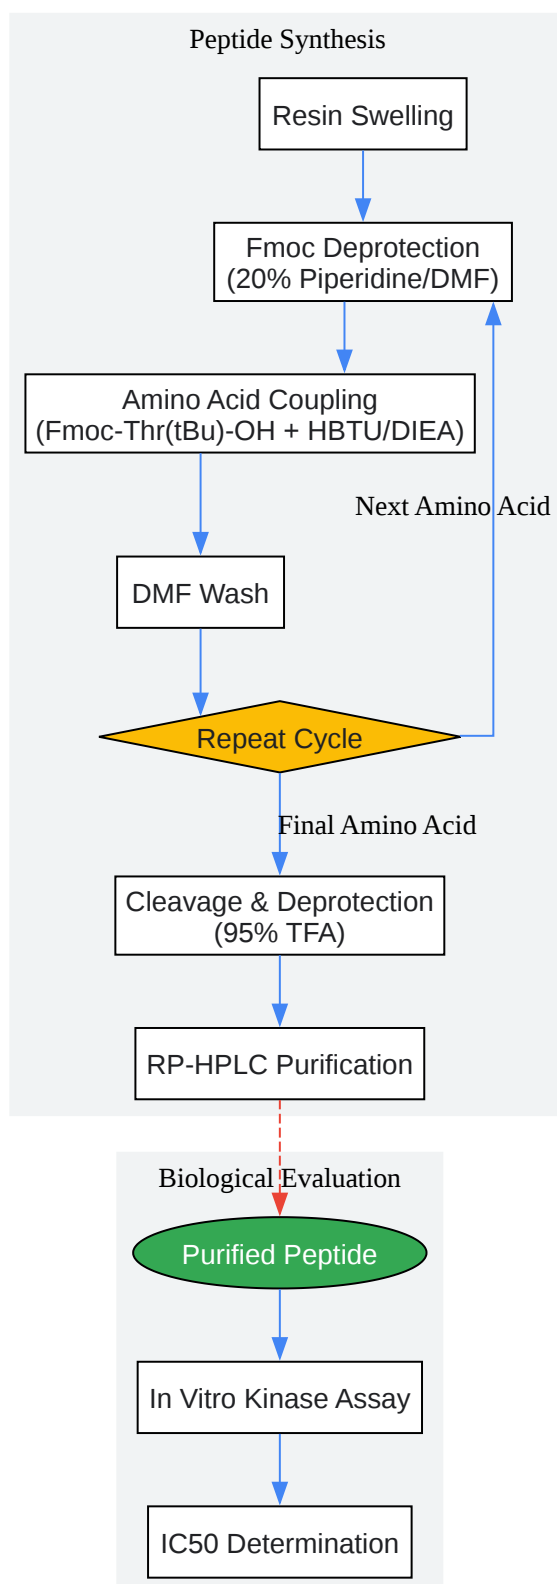 Peptide Synthesis
Resin Swelling
Fmoc Deprotection
(20% Piperidine/DMF)
Amino Acid Coupling
(Fmoc-Thr(tBu)-OH + HBTU/DIEA)
Next Amino Acid
DMF Wash
Repeat Cycle
Final Amino Acid
Cleavage & Deprotection
(95% TFA)
RP-HPLC Purification
Biological Evaluation
Purified Peptide
In Vitro Kinase Assay
IC50 Determination